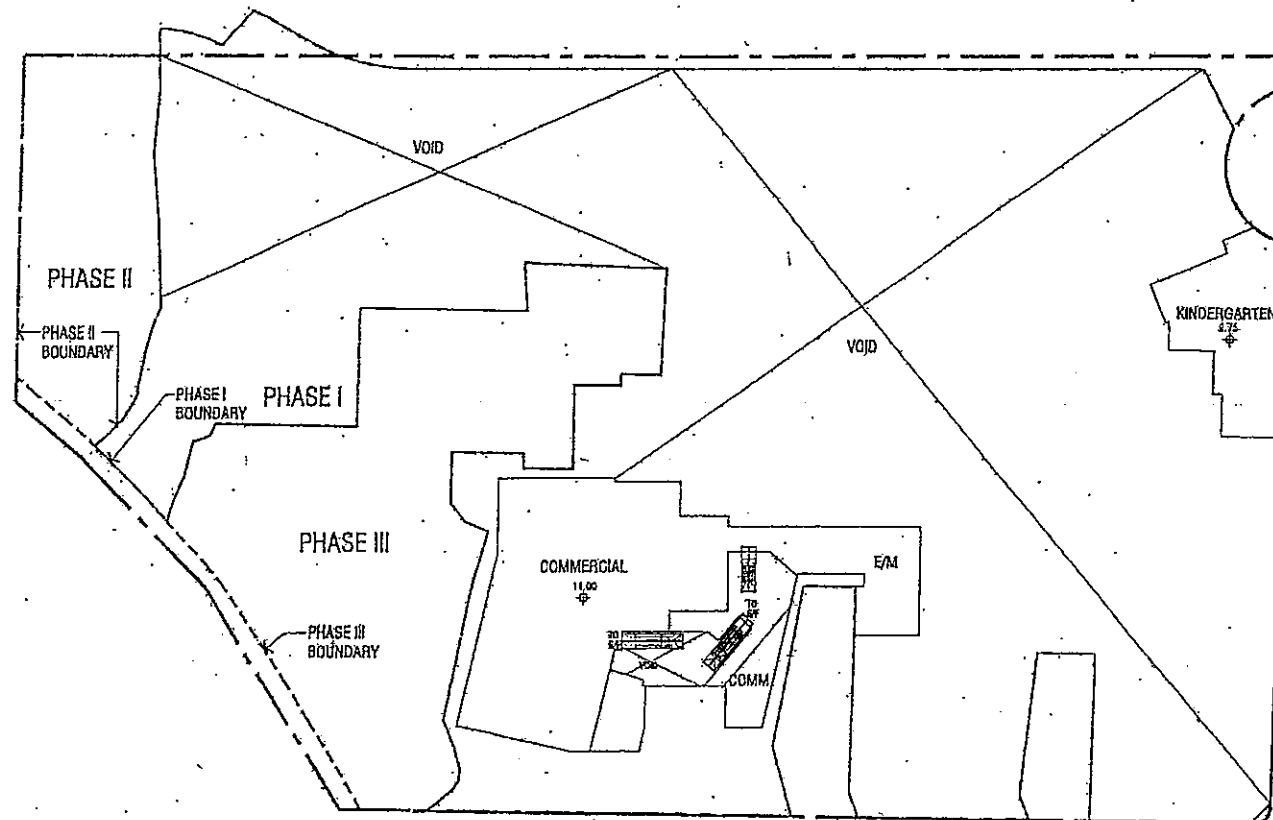 VOID
PHASE II
PHASE II
BOUNDARY
KINDERGARTEN
VOID
PHASE I
BOUNDARY
PHASE I
PHASE III
COMMERCIAL
11.00
E/M
PHASE III
BOUNDARY
VOID
COMM